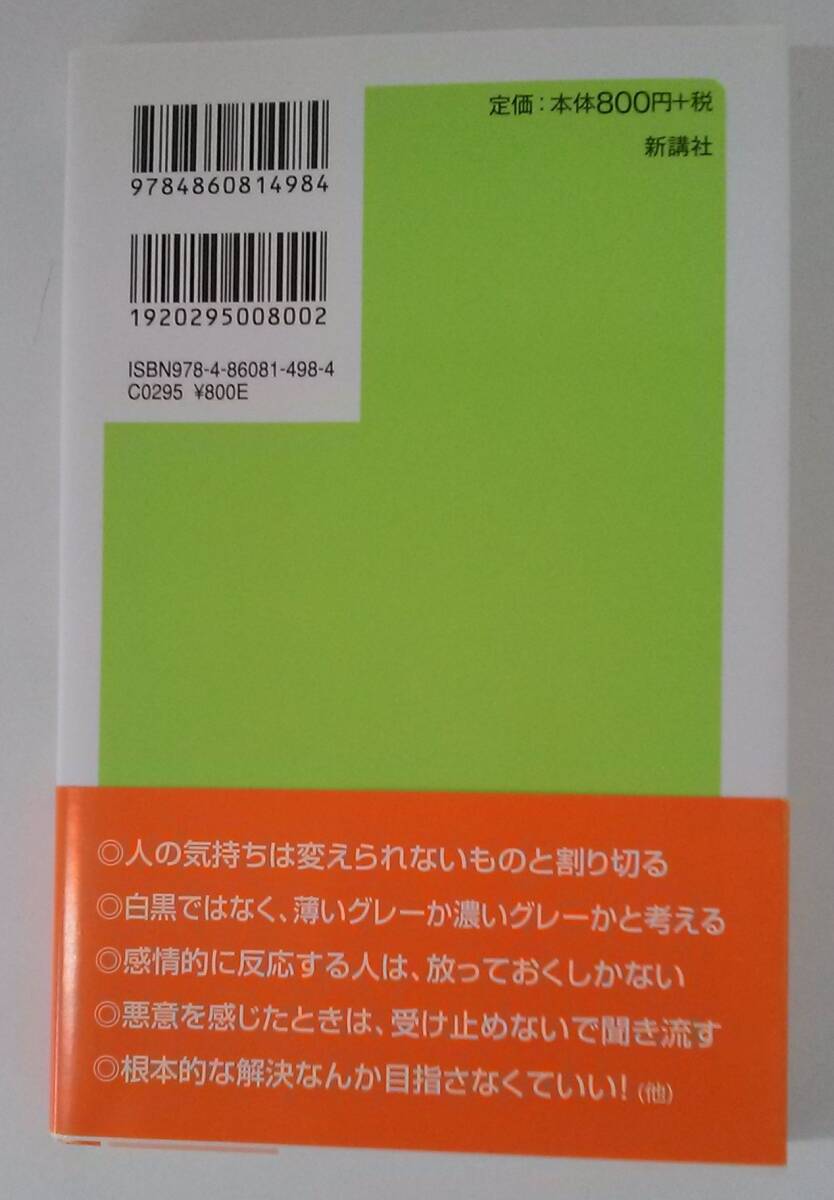 9784860814984
1920295008002
ISBN978-4-86081-498-4
C0295 ¥800E
定価：本体800円+税
新講社
◎人の気持ちは変えられないものと割り切る
◎白黒ではなく、薄いグレーか濃いグレーかと考える
◎感情的に反応する人は、放っておくしかない
◎悪意を感じたときは、受け止めないで聞き流す
◎根本的な解決なんか目指さなくていい！(他)